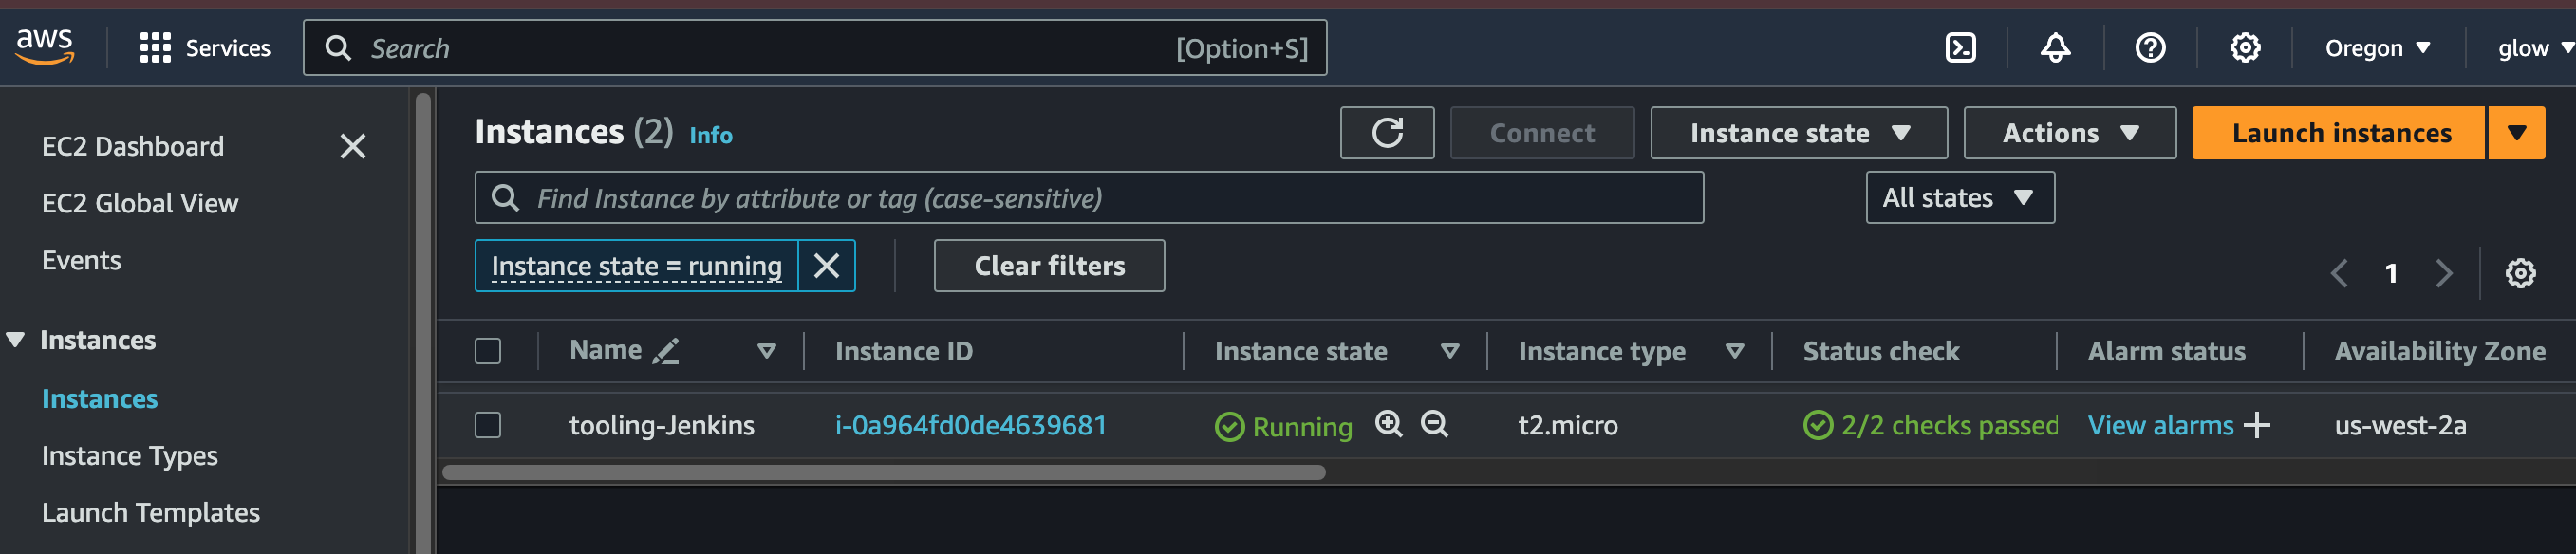 aws Services Search [Option+S] Oregon glow
EC2 Dashboard
EC2 Global View
Events
Instances
Instances
Instance Types
Launch Templates
Instances (2) Info Connect Instance state Actions Launch instances
Find Instance by attribute or tag (case-sensitive) All states
Instance state = running Clear filters 1
Name Instance ID Instance state Instance type Status check Alarm status Availability Zone
tooling-Jenkins i-0a964fd0de4639681 Running t2.micro 2/2 checks passed View alarms + us-west-2a